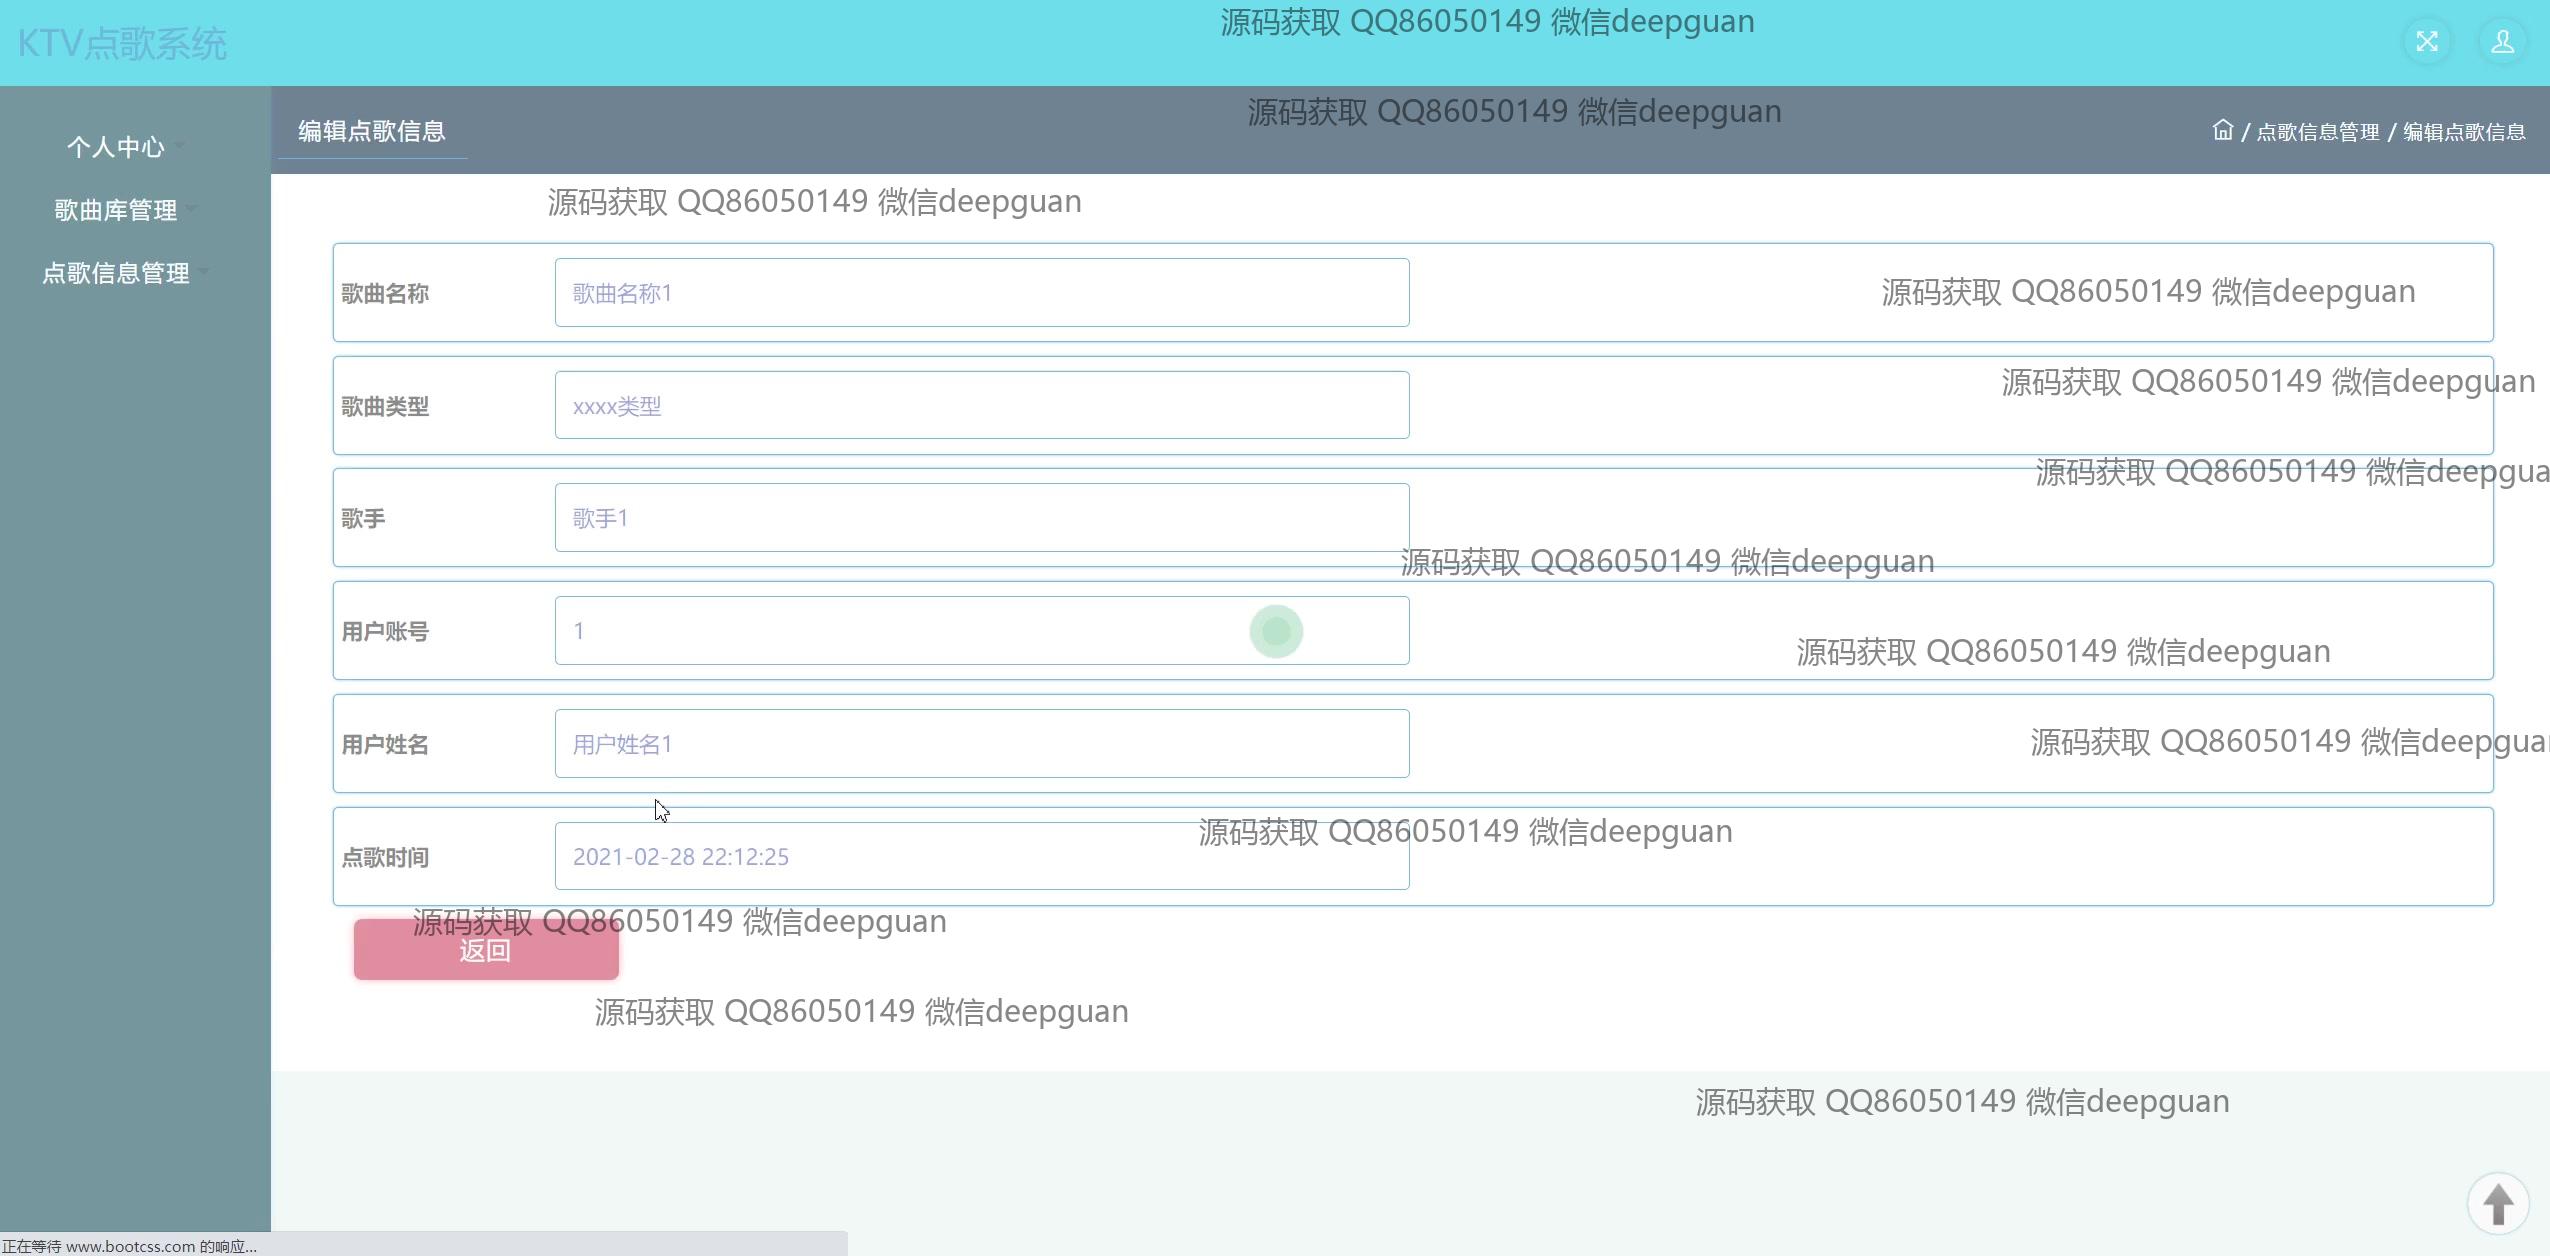 源码获取 QQ86050149 微信deepguan
KTV点歌系统
源码获取 QQ86050149 微信deepguan
编辑点歌信息
/ 点歌信息管理 / 编辑点歌信息
个人中心
歌曲库管理
点歌信息管理
源码获取 QQ86050149 微信deepguan
歌曲名称
歌曲名称1
源码获取 QQ86050149 微信deepguan
源码获取 QQ86050149 微信deepguan
歌曲类型
xxxx类型
源码获取 QQ86050149 微信deepgua
歌手
歌手1
源码获取 QQ86050149 微信deepguan
用户账号
1
源码获取 QQ86050149 微信deepguan
用户姓名
用户姓名1
源码获取 QQ86050149 微信deepgua
源码获取 QQ86050149 微信deepguan
点歌时间
2021-02-28 22:12:25
源码获取 QQ86050149 微信deepguan
返回
源码获取 QQ86050149 微信deepguan
源码获取 QQ86050149 微信deepguan
正在等待 www.bootcss.com 的响应...